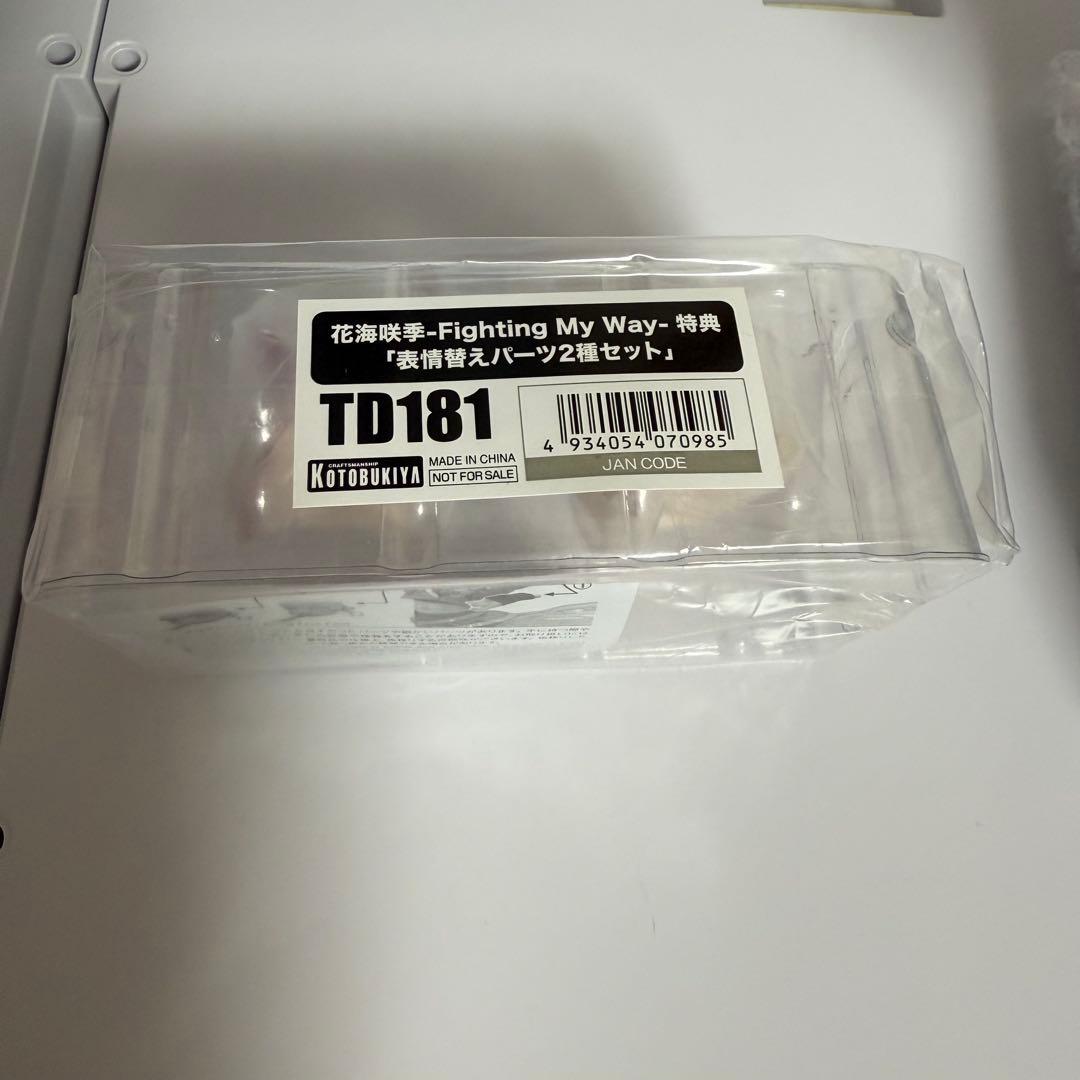 花海咲季-Fighting My Way- 特典
「表情替えパーツ2種セット」
TD181
4 934054 070985
JAN CODE
CRAFTSMANSHIP
KOTOBUKIYA
MADE IN CHINA
NOT FOR SALE